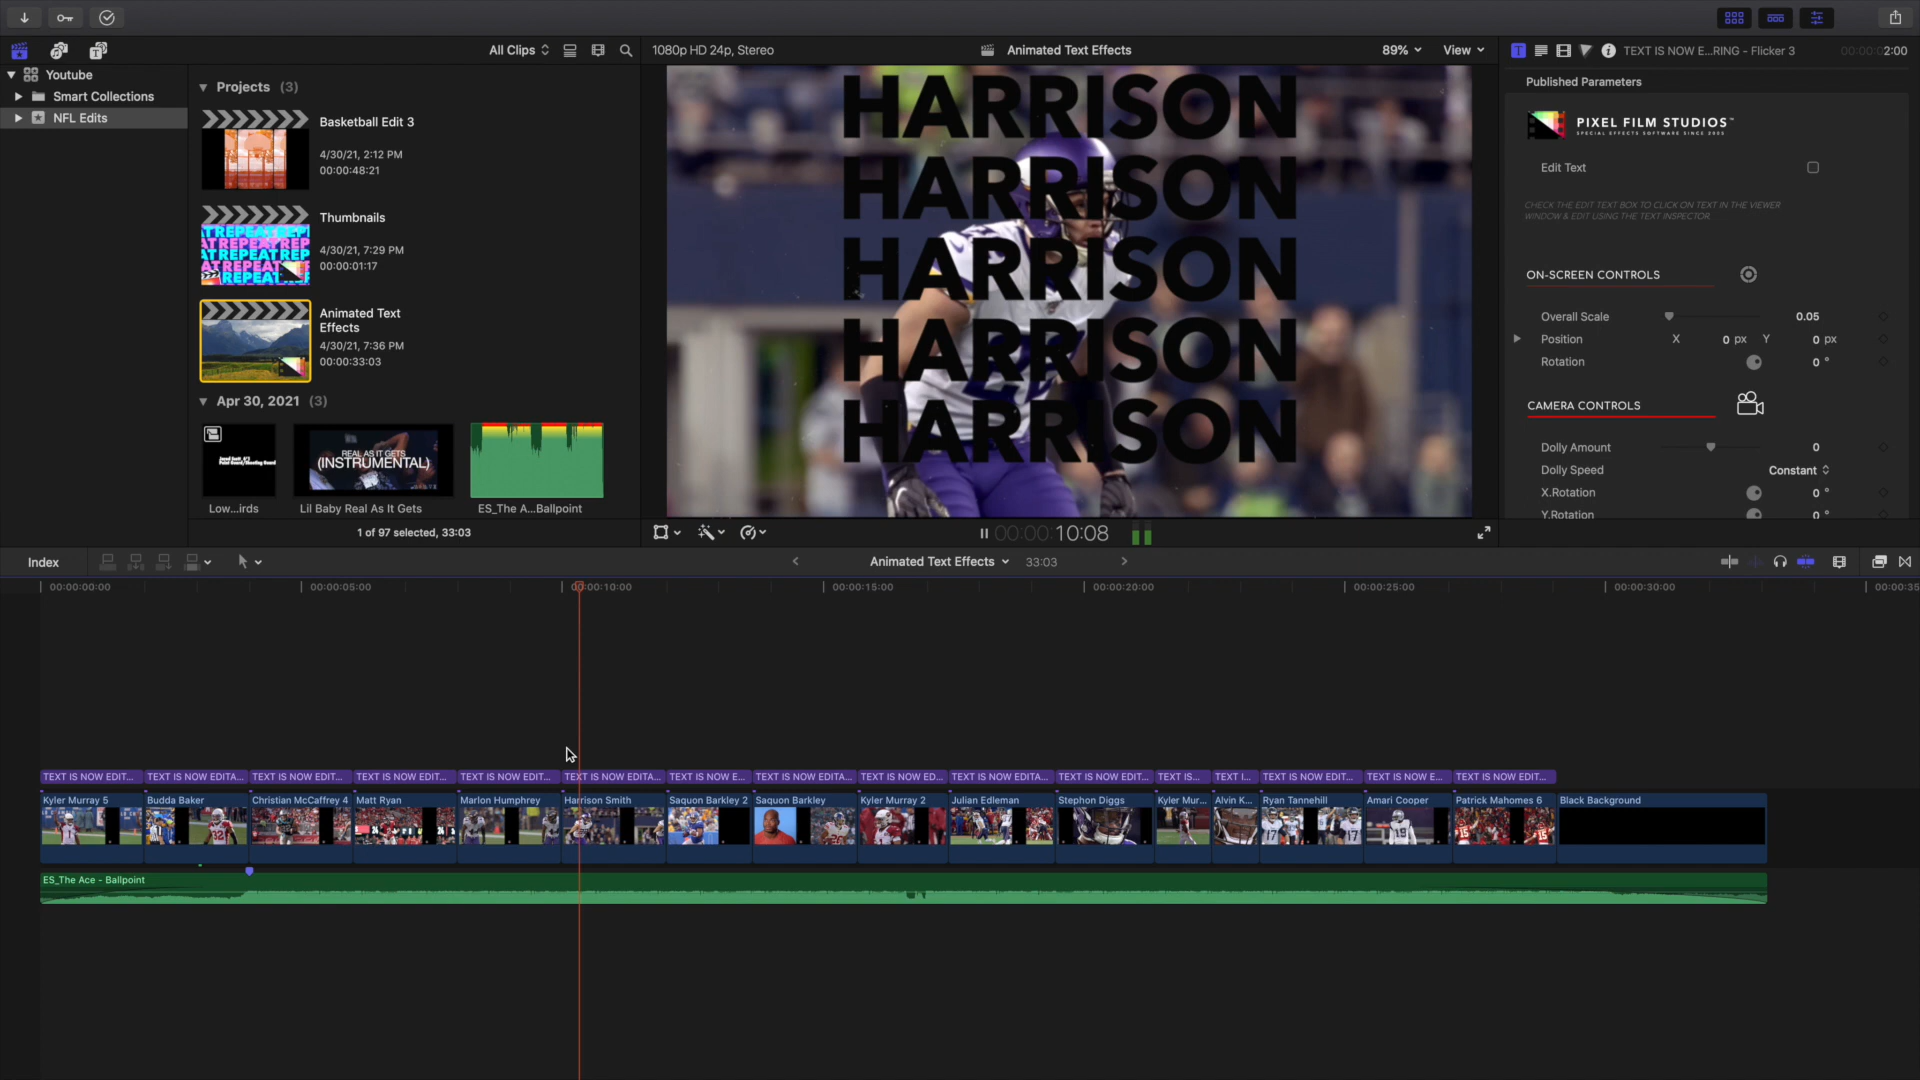 All Clips
1080p HD 24p, Stereo
Animated Text Effects
89%
View
TEXT IS NOW E...RING - Flicker 3
00:00:02:00
Youtube
Smart Collections
NFL Edits
Projects (3)
Basketball Edit 3
4/30/21, 2:12 PM
00:00:48:21
Thumbnails
4/30/21, 7:29 PM
00:00:01:17
Animated Text
Effects
4/30/21, 7:36 PM
00:00:33:03
Apr 30, 2021 (3)
REAL AS IT GETS
(INSTRUMENTAL)
Low...irds
Lil Baby Real As It Gets
ES_The A...Ballpoint
1 of 97 selected, 33:03
HARRISON
HARRISON
HARRISON
HARRISON
HARRISON
00:00:10:08
Published Parameters
PIXEL FILM STUDIOS™
SPECIAL EFFECTS SOFTWARE SINCE 2005
Edit Text
CHECK THE EDIT TEXT BOX TO CLICK ON TEXT IN THE VIEWER
WINDOW & EDIT USING THE TEXT INSPECTOR.
ON-SCREEN CONTROLS
Overall Scale 0.05
Position X 0 px Y 0 px
Rotation 0 °
CAMERA CONTROLS
Dolly Amount 0
Dolly Speed Constant
X.Rotation 0 °
Y.Rotation 0 °
Index
Animated Text Effects
33:03
00:00:00:00
00:00:05:00
00:00:10:00
00:00:15:00
00:00:20:00
00:00:25:00
00:00:30:00
00:00:35
TEXT IS NOW EDIT...
TEXT IS NOW EDITA...
TEXT IS NOW EDIT...
TEXT IS NOW EDIT...
TEXT IS NOW EDIT...
TEXT IS NOW EDITA...
TEXT IS NOW E...
TEXT IS NOW EDITA...
TEXT IS NOW ED...
TEXT IS NOW EDITA...
TEXT IS NOW EDIT...
TEXT IS...
TEXT I...
TEXT IS NOW EDIT...
TEXT IS NOW E...
TEXT IS NOW EDIT...
Kyler Murray 5
Budda Baker
Christian McCaffrey 4
Matt Ryan
Marlon Humphrey
Harrison Smith
Saquon Barkley 2
Saquon Barkley
Kyler Murray 2
Julian Edleman
Stephon Diggs
Kyler Mur...
Alvin K...
Ryan Tannehill
Amari Cooper
Patrick Mahomes 6
Black Background
ES_The Ace - Ballpoint